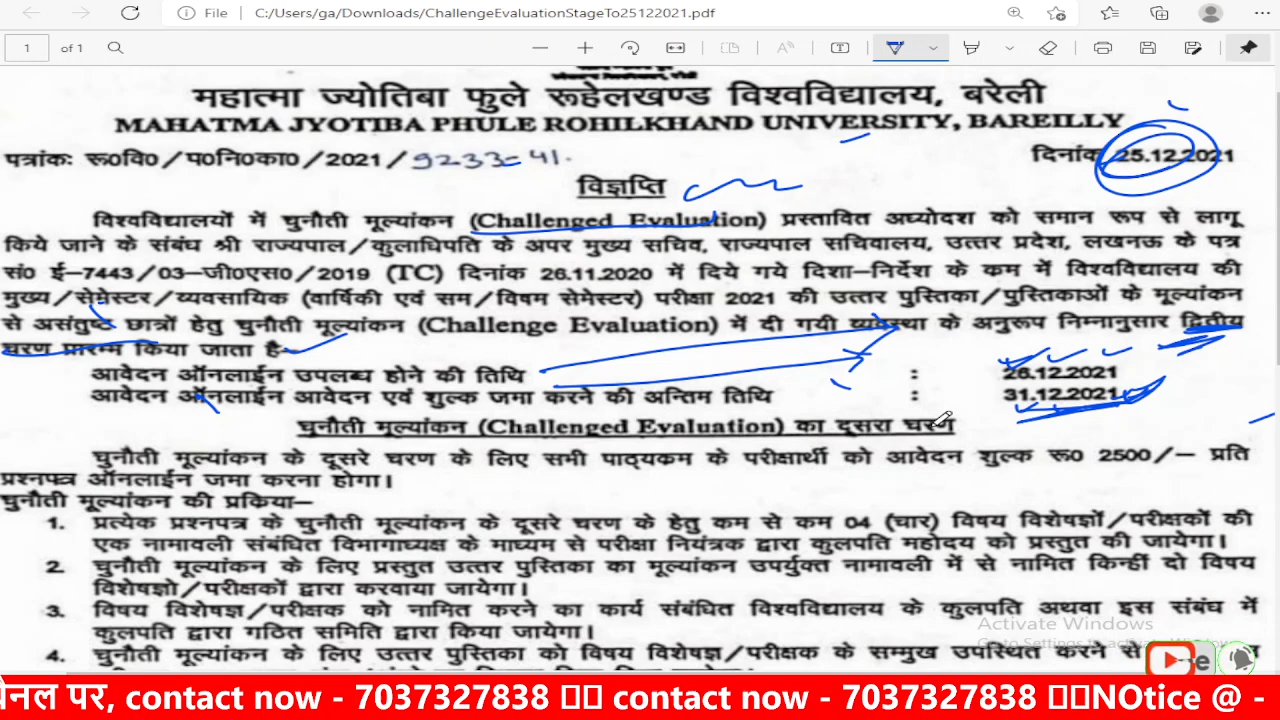 File C:/Users/ga/Downloads/ChallengeEvaluationStageTo25122021.pdf
1 of 1
महात्मा ज्योतिबा फुले रूहेलखण्ड विश्वविद्यालय, बरेली
MAHATMA JYOTIBA PHULE ROHILKHAND UNIVERSITY, BAREILLY
पत्रांकः रू0वि0/प0नि0का0/2021/9233-41. दिनांक 25.12.2021
विज्ञप्ति
विश्वविद्यालयों में चुनौती मूल्यांकन (Challenged Evaluation) प्रस्तावित अध्योदश को समान रूप से लागू
किये जाने के संबंध श्री राज्यपाल/कुलाधिपति के अपर मुख्य सचिव, राज्यपाल सचिवालय, उत्तर प्रदेश, लखनऊ के पत्र
सं0 ई-7443/03-जी0एस0/2019 (TC) दिनांक 26.11.2020 में दिये गये दिशा-निर्देश के कम में विश्वविद्यालय की
मुख्य/सेमेस्टर/व्यवसायिक (वार्षिकी एवं सम/विषम सेमेस्टर) परीक्षा 2021 की उत्तर पुस्तिका/पुस्तिकाओं के मूल्यांकन
से असंतुष्ट छात्रों हेतु चुनौती मूल्यांकन (Challenge Evaluation) में दी गयी व्यवस्था के अनुरूप निम्नानुसार द्वितीय
चरण प्रारम्भ किया जाता है-
आवेदन ऑनलाईन उपलब्ध होने की तिथि : 26.12.2021
आवेदन ऑनलाईन आवेदन एवं शुल्क जमा करने की अन्तिम तिथि : 31.12.2021
चुनौती मूल्यांकन (Challenged Evaluation) का दूसरा चरण
चुनौती मूल्यांकन के दूसरे चरण के लिए सभी पाठ्यकम के परीक्षार्थी को आवेदन शुल्क रू0 2500/- प्रति
प्रश्नपत्र ऑनलाईन जमा करना होगा।
चुनौती मूल्यांकन की प्रकिया-
1. प्रत्येक प्रश्नपत्र के चुनौती मूल्यांकन के दूसरे चरण के हेतु कम से कम 04 (चार) विषय विशेषज्ञों/परीक्षकों की
एक नामावली संबंधित विभागाध्यक्ष के माध्यम से परीक्षा नियंत्रक द्वारा कुलपति महोदय को प्रस्तुत की जायेगा।
2. चुनौती मूल्यांकन के लिए प्रस्तुत उत्तर पुस्तिका का मूल्यांकन उपर्युक्त नामावली में से नामित किन्हीं दो विषय
विशेषज्ञो/परीक्षकों द्वारा करवाया जायेगा।
3. विषय विशेषज्ञ/परीक्षक को नामित करने का कार्य संबंधित विश्वविद्यालय के कुलपति अथवा इस संबंध में
कुलपति द्वारा गठित समिति द्वारा किया जायेगा।
Activate Windows
4. चुनौती मूल्यांकन के लिए उत्तर पुस्तिका को विषय विशेषज्ञ/परीक्षक के सम्मुख उपस्थित करने से
चैनल पर, contact now - 7037327838 contact now - 7037327838 NOtice @ -